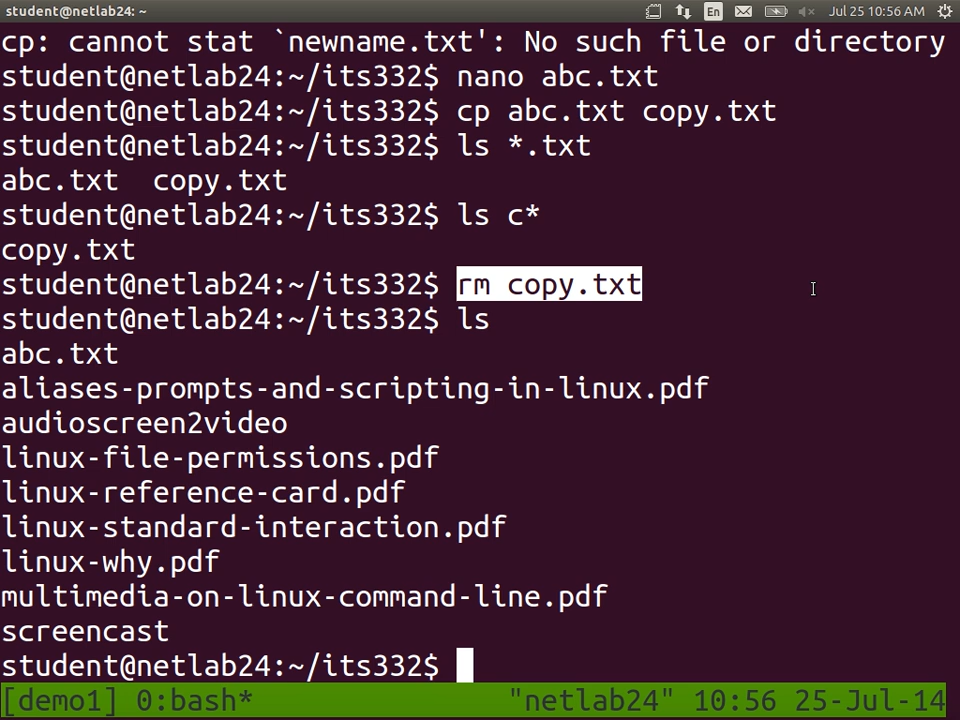 student@netlab24: ~
En
Jul 25 10:56 AM
cp: cannot stat `newname.txt': No such file or directory
student@netlab24:~/its332$ nano abc.txt
student@netlab24:~/its332$ cp abc.txt copy.txt
student@netlab24:~/its332$ ls *.txt
abc.txt  copy.txt
student@netlab24:~/its332$ ls c*
copy.txt
student@netlab24:~/its332$ rm copy.txt
student@netlab24:~/its332$ ls
abc.txt
aliases-prompts-and-scripting-in-linux.pdf
audioscreen2video
linux-file-permissions.pdf
linux-reference-card.pdf
linux-standard-interaction.pdf
linux-why.pdf
multimedia-on-linux-command-line.pdf
screencast
student@netlab24:~/its332$
[demo1] 0:bash* "netlab24" 10:56 25-Jul-14